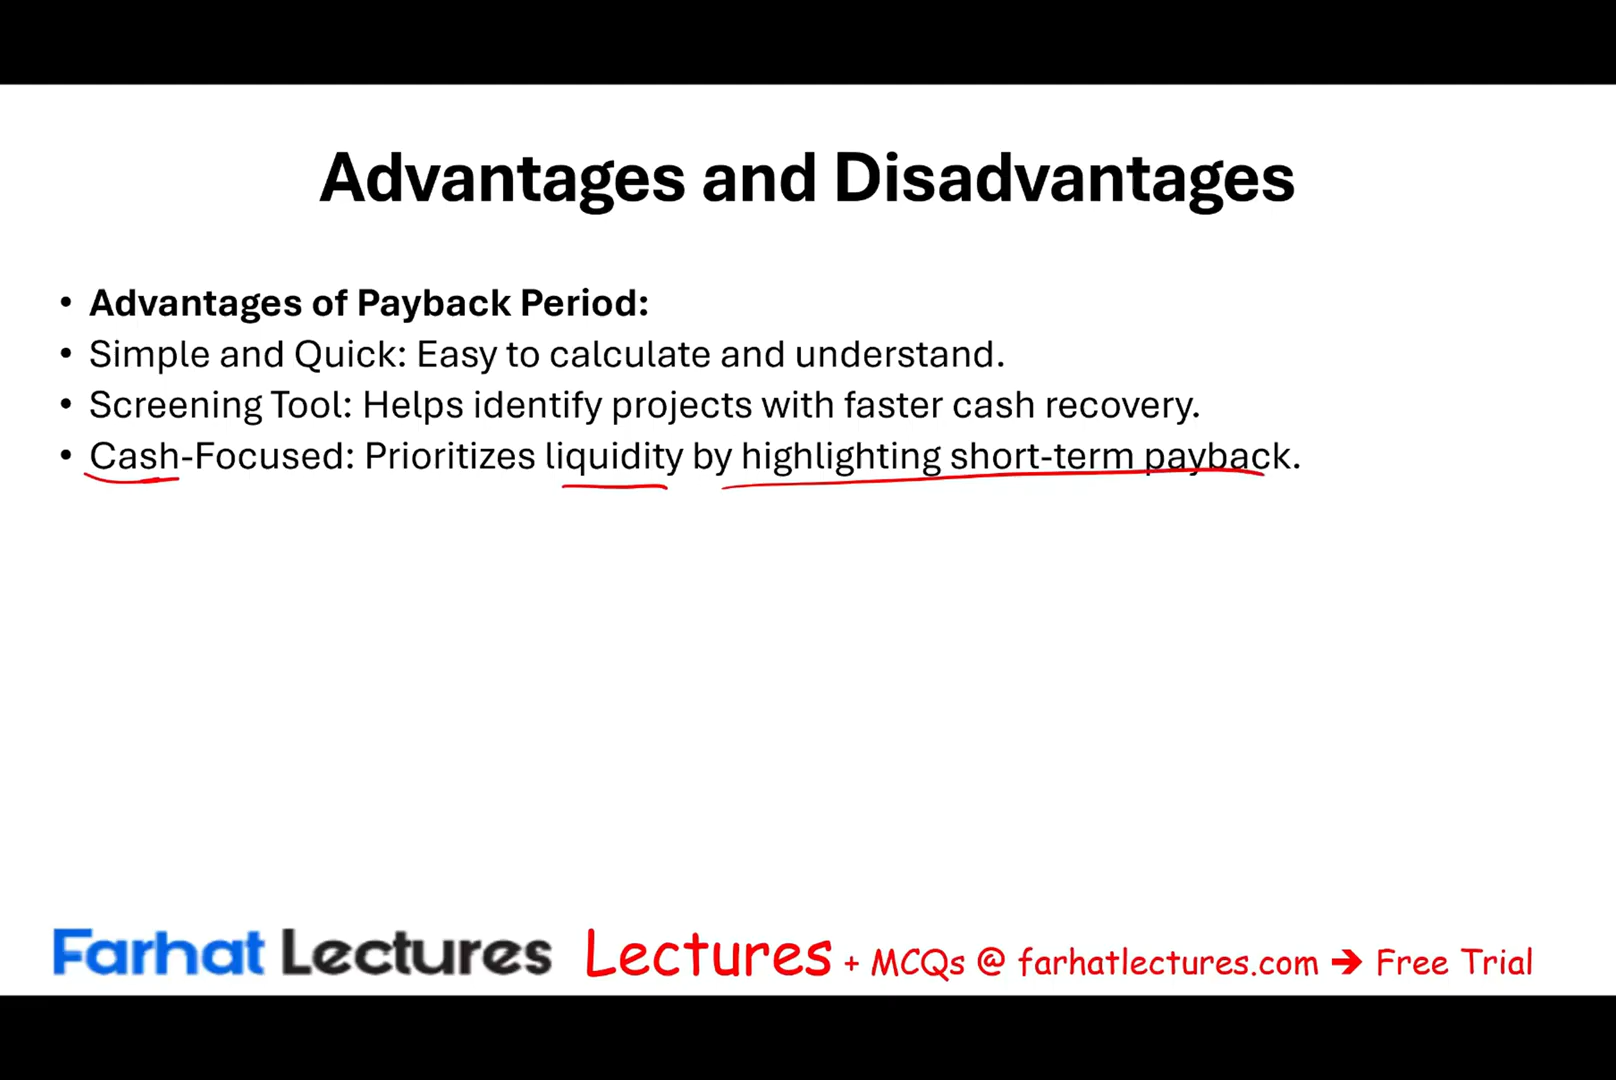 Advantages and Disadvantages
• Advantages of Payback Period:
• Simple and Quick: Easy to calculate and understand.
• Screening Tool: Helps identify projects with faster cash recovery.
• Cash-Focused: Prioritizes liquidity by highlighting short-term payback.
Farhat Lectures Lectures + MCQs @ farhatlectures.com → Free Trial